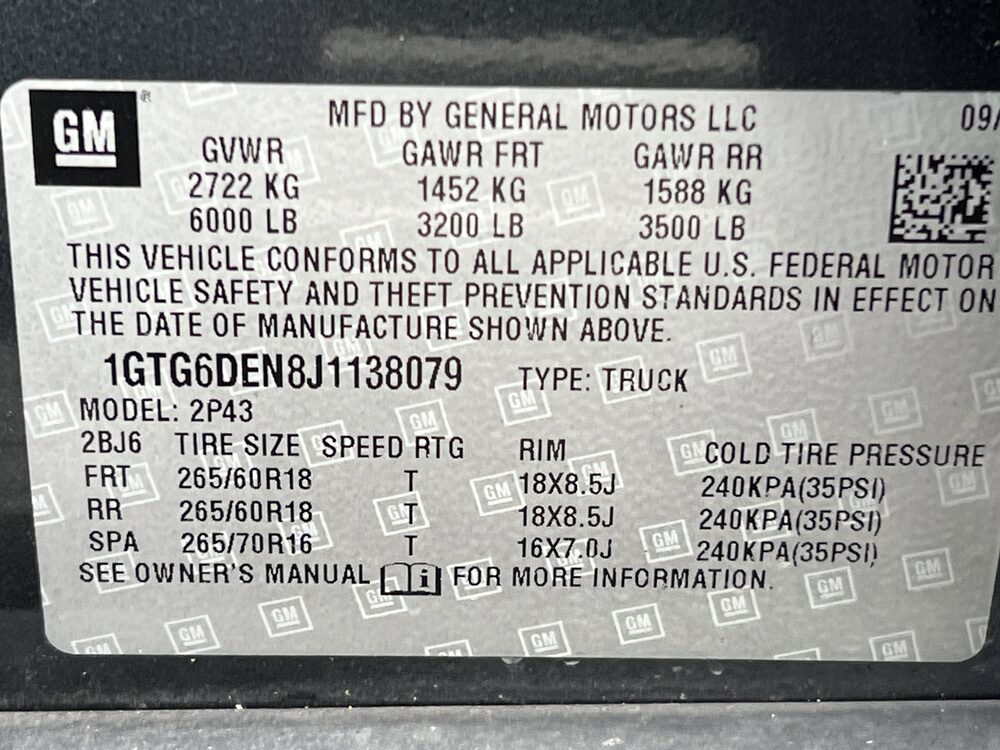 GM
MFD BY GENERAL MOTORS LLC 09/
GVWR GAWR FRT GAWR RR
2722 KG 1452 KG 1588 KG
6000 LB 3200 LB 3500 LB
THIS VEHICLE CONFORMS TO ALL APPLICABLE U.S. FEDERAL MOTOR
VEHICLE SAFETY AND THEFT PREVENTION STANDARDS IN EFFECT ON
THE DATE OF MANUFACTURE SHOWN ABOVE.
1GTG6DEN8J1138079 TYPE: TRUCK
MODEL: 2P43
2BJ6 TIRE SIZE SPEED RTG RIM COLD TIRE PRESSURE
FRT 265/60R18 T 18X8.5J 240KPA(35PSI)
RR 265/60R18 T 18X8.5J 240KPA(35PSI)
SPA 265/70R16 T 16X7.0J 240KPA(35PSI)
SEE OWNER'S MANUAL i FOR MORE INFORMATION.